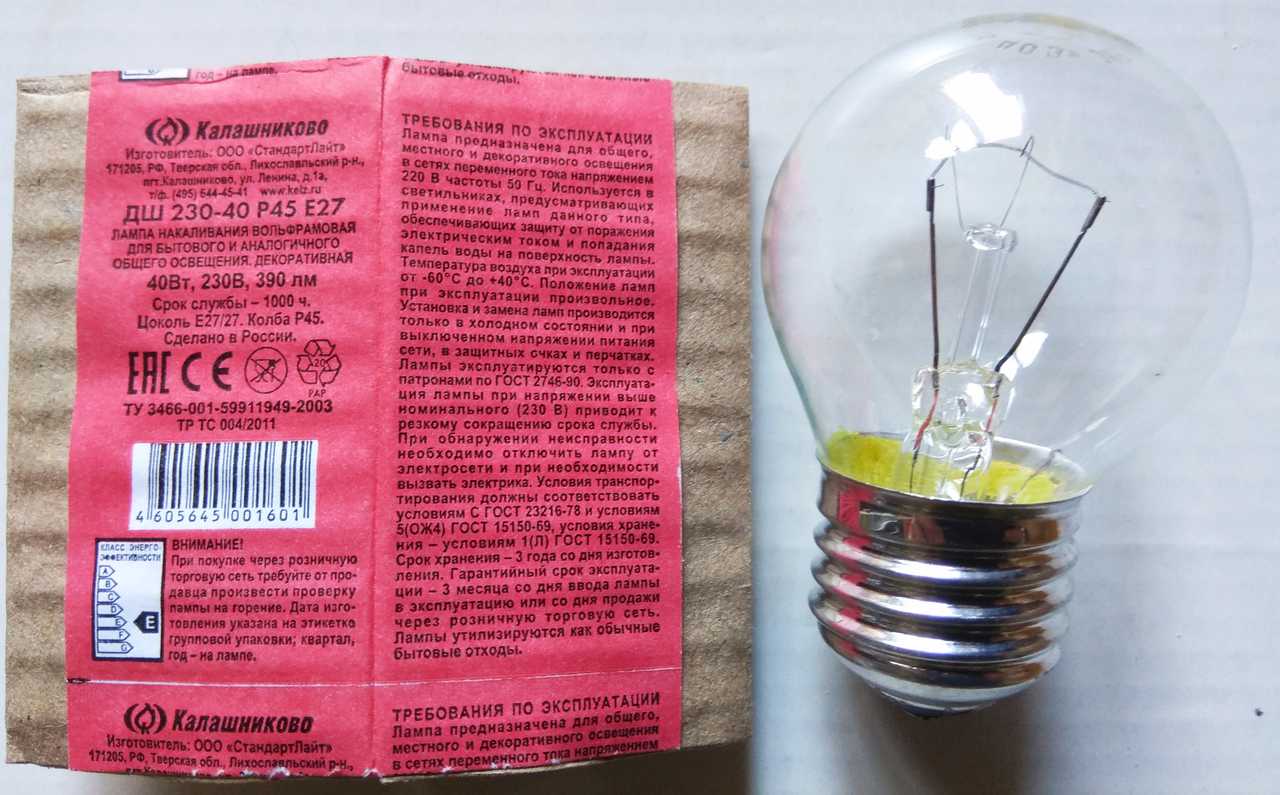 год – на лампе.
Калашниково
Изготовитель: ООО «СтандартЛайт»
171205, РФ, Тверская обл., Лихославльский р-н.,
пгт.Калашниково, ул. Ленина, д.1а,
т/ф. (495) 644-45-41 www.kelz.ru
ДШ 230-40 Р45 Е27
ЛАМПА НАКАЛИВАНИЯ ВОЛЬФРАМОВАЯ
ДЛЯ БЫТОВОГО И АНАЛОГИЧНОГО
ОБЩЕГО ОСВЕЩЕНИЯ. ДЕКОРАТИВНАЯ
40Вт, 230В, 390 лм
Срок службы – 1000 ч.
Цоколь Е27/27. Колба Р45.
Сделано в России.
ЕАС СЕ
20
PAP
ТУ 3466-001-59911949-2003
ТР ТС 004/2011
4 605645 001601
КЛАСС ЭНЕРГО-
ЭФФЕКТИВНОСТИ
A
B
C
D
E
F
G
E
ВНИМАНИЕ!
При покупке через розничную
торговую сеть требуйте от про-
давца произвести проверку
лампы на горение. Дата изго-
товления указана на этикетке
групповой упаковки; квартал,
год – на лампе.
Калашниково
Изготовитель: ООО «СтандартЛайт»
171205, РФ, Тверская обл., Лихославльский р-н.,
бытовые отходы.
ТРЕБОВАНИЯ ПО ЭКСПЛУАТАЦИИ
Лампа предназначена для общего,
местного и декоративного освещения
в сетях переменного тока напряжением
220 В частоты 50 Гц. Используется в
светильниках, предусматривающих
применение ламп данного типа,
обеспечивающих защиту от поражения
электрическим током и попадания
капель воды на поверхность лампы.
Температура воздуха при эксплуатации
от -60°С до +40°С. Положение ламп
при эксплуатации произвольное.
Установка и замена ламп производится
только в холодном состоянии и при
выключенном напряжении питания
сети, в защитных очках и перчатках.
Лампы эксплуатируются только с
патронами по ГОСТ 2746-90. Эксплуата-
ция лампы при напряжении выше
номинального (230 В) приводит к
резкому сокращению срока службы.
При обнаружении неисправности
необходимо отключить лампу от
электросети и при необходимости
вызвать электрика. Условия транспор-
тирования должны соответствовать
условиям С ГОСТ 23216-78 и условиям
5(ОЖ4) ГОСТ 15150-69, условия хране-
ния – условиям 1(Л) ГОСТ 15150-69.
Срок хранения – 3 года со дня изготов-
ления. Гарантийный срок эксплуата-
ции – 3 месяца со дня ввода лампы
в эксплуатацию или со дня продажи
через розничную торговую сеть.
Лампы утилизируются как обычные
бытовые отходы.
ТРЕБОВАНИЯ ПО ЭКСПЛУАТАЦИИ
Лампа предназначена для общего,
местного и декоративного освещения
в сетях переменного тока напряжением